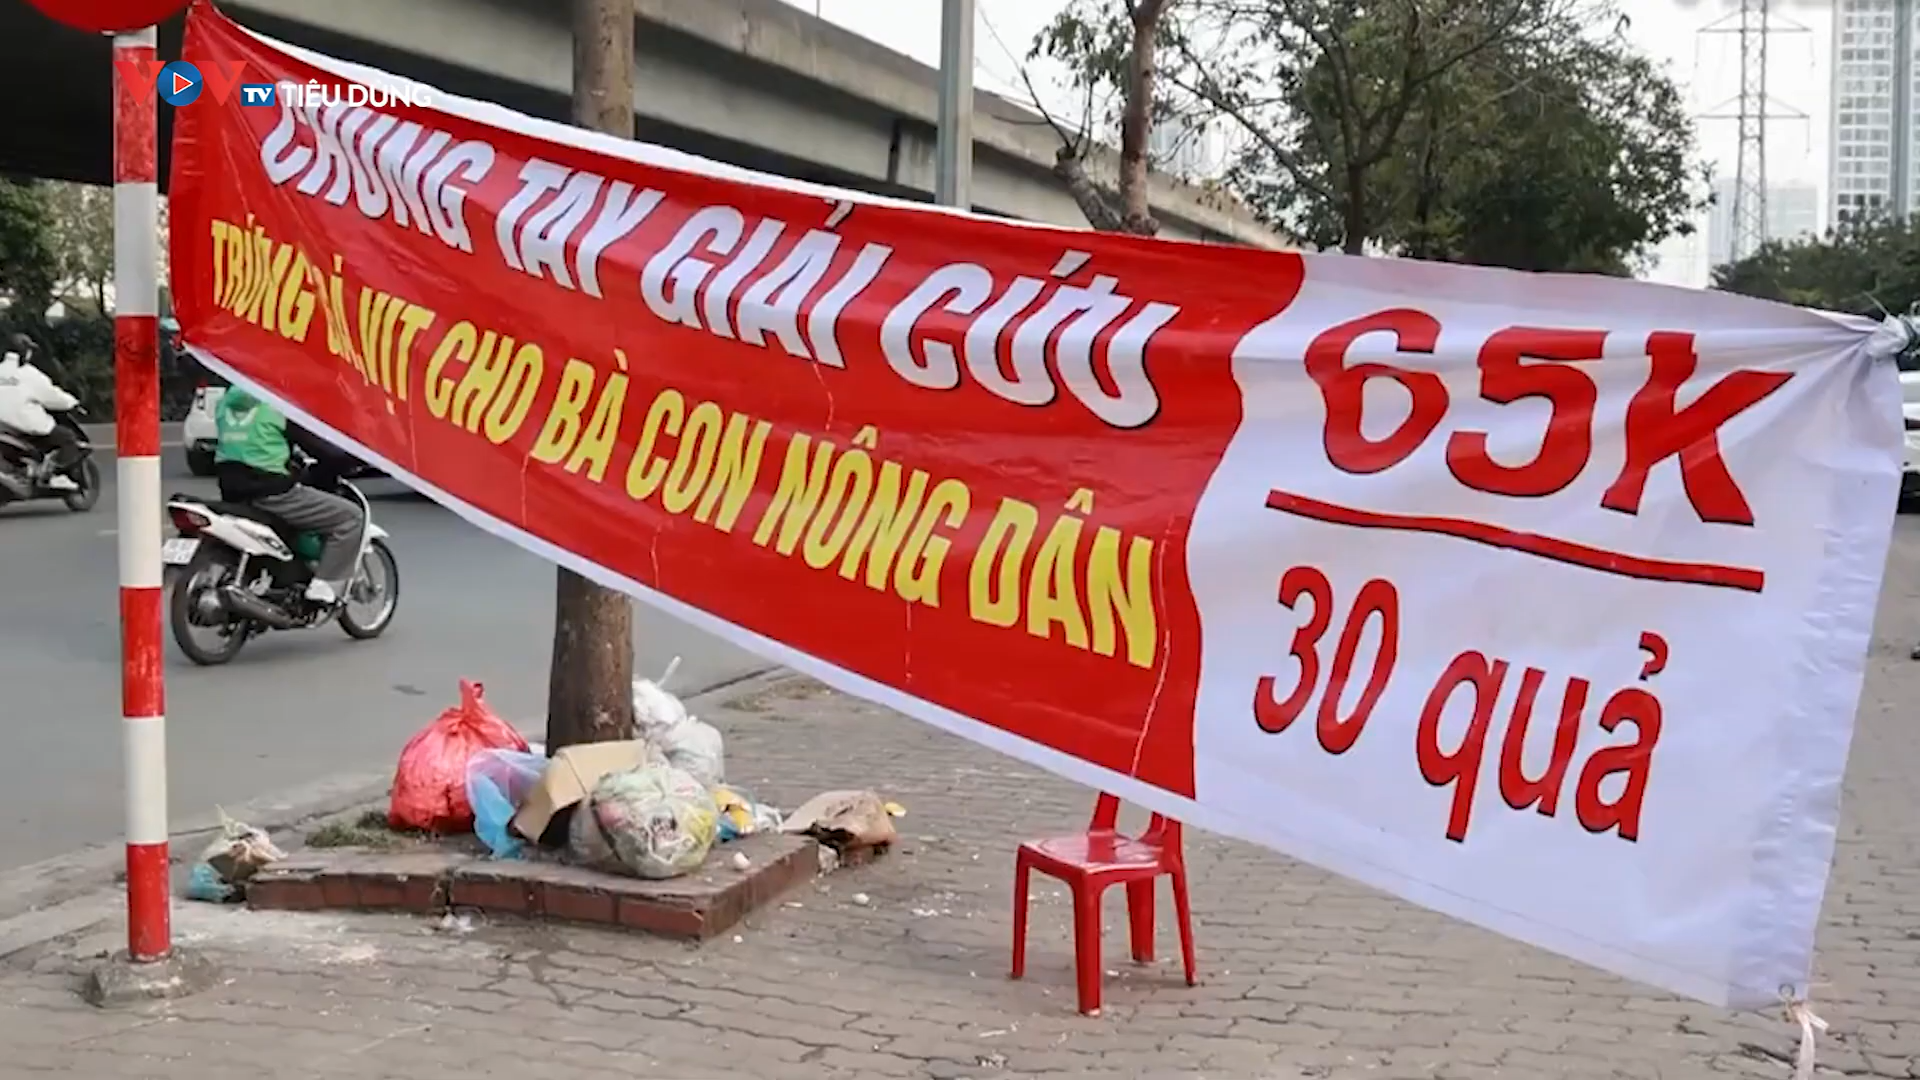 VOV TV TIÊU DÙNG
CHUNG TAY GIẢI CỨU
TRỨNG GÀ, VỊT CHO BÀ CON NÔNG DÂN
65K
30 quả